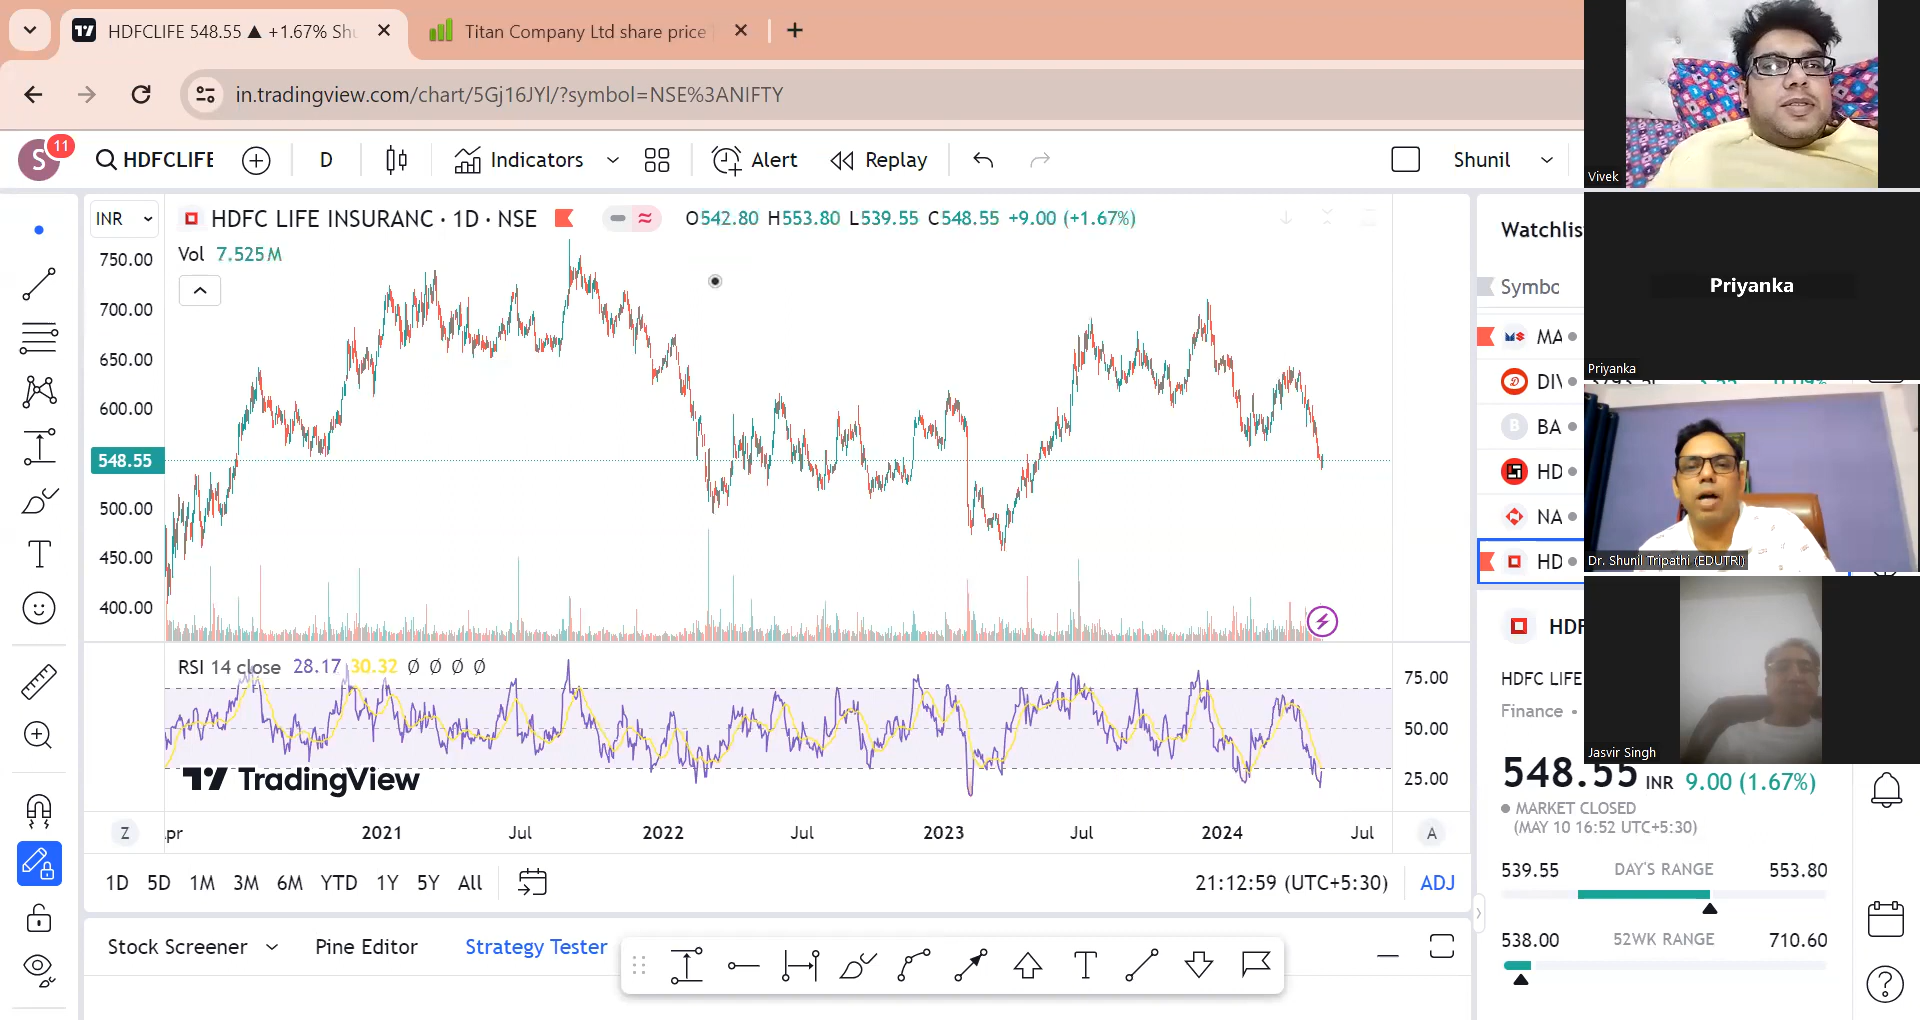 HDFCLIFE 548.55 ▲ +1.67% Shu
Titan Company Ltd share price
in.tradingview.com/chart/5Gj16JYl/?symbol=NSE%3ANIFTY
S 11 HDFCLIFE D Indicators Alert Replay Shunil
INR HDFC LIFE INSURANC · 1D · NSE O542.80 H553.80 L539.55 C548.55 +9.00 (+1.67%)
Vol 7.525M
750.00
700.00
650.00
600.00
548.55
500.00
450.00
400.00
RSI 14 close 28.17 30.32 Ø Ø Ø Ø
75.00
50.00
25.00
TradingView
Z pr 2021 Jul 2022 Jul 2023 Jul 2024 Jul A
1D 5D 1M 3M 6M YTD 1Y 5Y All 21:12:59 (UTC+5:30) ADJ
Stock Screener Pine Editor Strategy Tester
Watchlis
Symbo
MA
DI
BA
HD
NA
HD
HDF
HDFC LIFE
Finance •
548.55 INR 9.00 (1.67%)
MARKET CLOSED
(MAY 10 16:52 UTC+5:30)
539.55 DAY'S RANGE 553.80
538.00 52WK RANGE 710.60
Vivek
Priyanka
Priyanka
Dr. Shunil Tripathi (EDUTRI)
Jasvir Singh